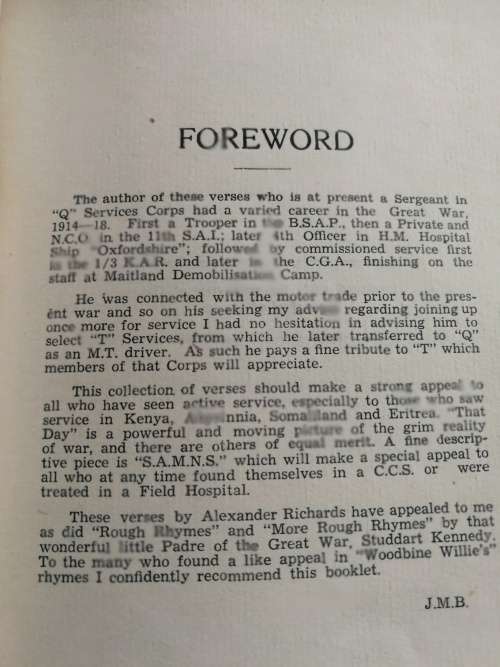 FOREWORD
The author of these verses who is at present a Sergeant in
"Q" Services Corps had a varied career in the Great War,
1914—18. First a Trooper in B.S.A.P., then a Private and
N.C.O. in the 11th S.A.I.; later 4th Officer in H.M. Hospital
Ship "Oxfordshire"; followed by commissioned service first
in the 1/3 K.A.R. and later in the C.G.A., finishing on the
staff at Maitland Demobilisation Camp.
He was connected with the motor trade prior to the pres-
ent war and so on his seeking my regarding joining up
once more for service I had no hesitation in advising him to
select "T" Services, from which he later transferred to "Q"
as an M.T. driver. As such he pays a fine tribute to "T" which
members of that Corps will appreciate.
This collection of verses should make a strong appeal to
all who have seen active service, especially to those who saw
service in Kenya, and Eritrea. "That
Day" is a powerful and moving picture of the grim reality
of war, and there are others of equal merit. A fine descrip-
tive piece is "S.A.M.N.S." which will make a special appeal to
all who at any time found themselves in a C.C.S. or were
treated in a Field Hospital.
These verses by Alexander Richards have appealed to me
as did "Rough Rhymes" and "More Rough Rhymes" by that
wonderful little Padre of the Great War, Studdart Kennedy.
To the many who found a like appeal in "Woodbine Willie's"
rhymes I confidently recommend this booklet.
J.M.B.